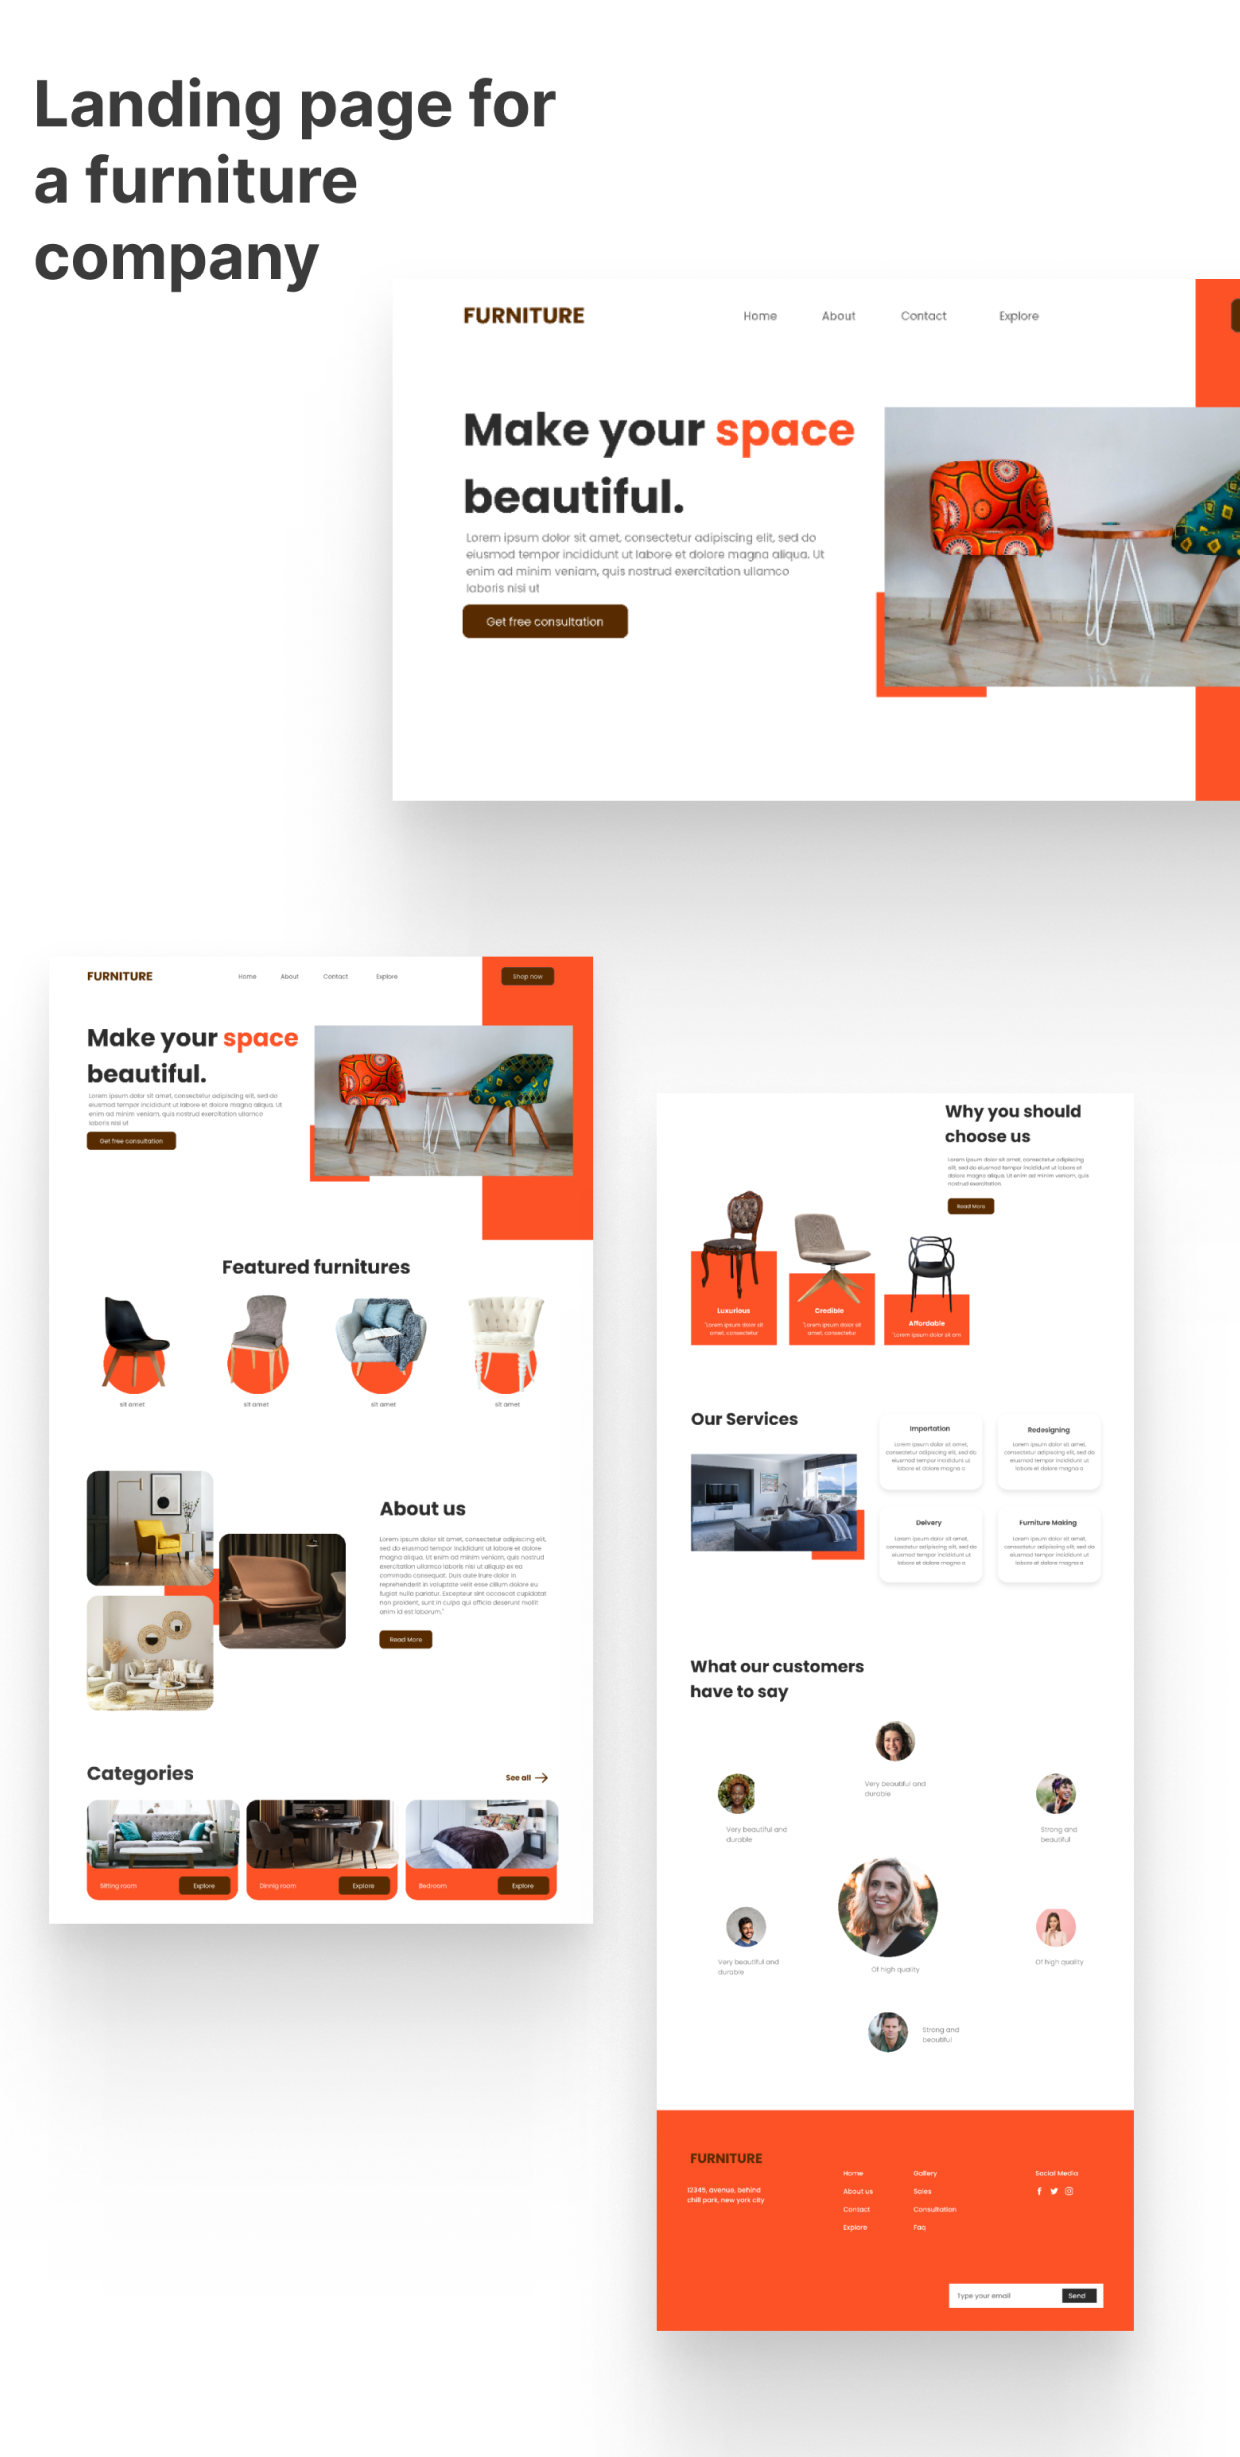 Landing page for
a furniture
company
FURNITURE
Home About Contact Explore
Make your space
beautiful.
Lorem ipsum dolor sit amet, consectetur adipiscing elit, sed do
eiusmod tempor incididunt ut labore et dolore magna aliqua. Ut
enim ad minim veniam, quis nostrud exercitation ullamco
laboris nisi ut
Get free consultation
FURNITURE
Home About Contact Explore
Shop now
Make your space
beautiful.
Lorem ipsum dolor sit amet, consectetur adipiscing elit, sed do
eiusmod tempor incididunt ut labore et dolore magna aliqua. Ut
enim ad minim veniam, quis nostrud exercitation ullamco
laboris nisi ut
Get free consultation
Featured furnitures
sit amet
sit amet
sit amet
sit amet
About us
Lorem ipsum dolor sit amet, consectetur adipiscing elit,
sed do eiusmod tempor incididunt ut labore et dolore
magna aliqua. Ut enim ad minim veniam, quis nostrud
exercitation ullamco laboris nisi ut aliquip ex ea
commodo consequat. Duis aute irure dolor in
reprehenderit in voluptate velit esse cillum dolore eu
fugiat nulla pariatur. Excepteur sint occaecat cupidatat
non proident, sunt in culpa qui officia deserunt mollit
anim id est laborum."
Read More
Categories
See all
Sitting room
Explore
Dinnig room
Explore
Bedroom
Explore
Why you should
choose us
Lorem ipsum dolor sit amet, consectetur adipiscing
elit, sed do eiusmod tempor incididunt ut labore et
dolore magna aliqua. Ut enim ad minim veniam, quis
nostrud exercitation
Read More
Luxurious
"Lorem ipsum dolor sit
amet, consectetur
Credible
"Lorem ipsum dolor sit
amet, consectetur
Affordable
"Lorem ipsum dolor sit am
Our Services
Importation
Lorem ipsum dolor sit amet,
consectetur adipiscing elit, sed do
eiusmod tempor incididunt ut
labore et dolore magna a
Redesigning
Lorem ipsum dolor sit amet,
consectetur adipiscing elit, sed do
eiusmod tempor incididunt ut
labore et dolore magna a
Delvery
Lorem ipsum dolor sit amet,
consectetur adipiscing elit, sed do
eiusmod tempor incididunt ut
labore et dolore magna a
Furniture Making
Lorem ipsum dolor sit amet,
consectetur adipiscing elit, sed do
eiusmod tempor incididunt ut
labore et dolore magna a
What our customers
have to say
Very beautiful and
durable
Very beautiful and
durable
Strong and
beautiful
Very beautiful and
durable
Of high quality
Of high quality
Strong and
beautiful
FURNITURE
12345, avenue, behind
chill park, new york city
Home
About us
Contact
Explore
Gallery
Sales
Consultation
Faq
Social Media
Type your email
Send